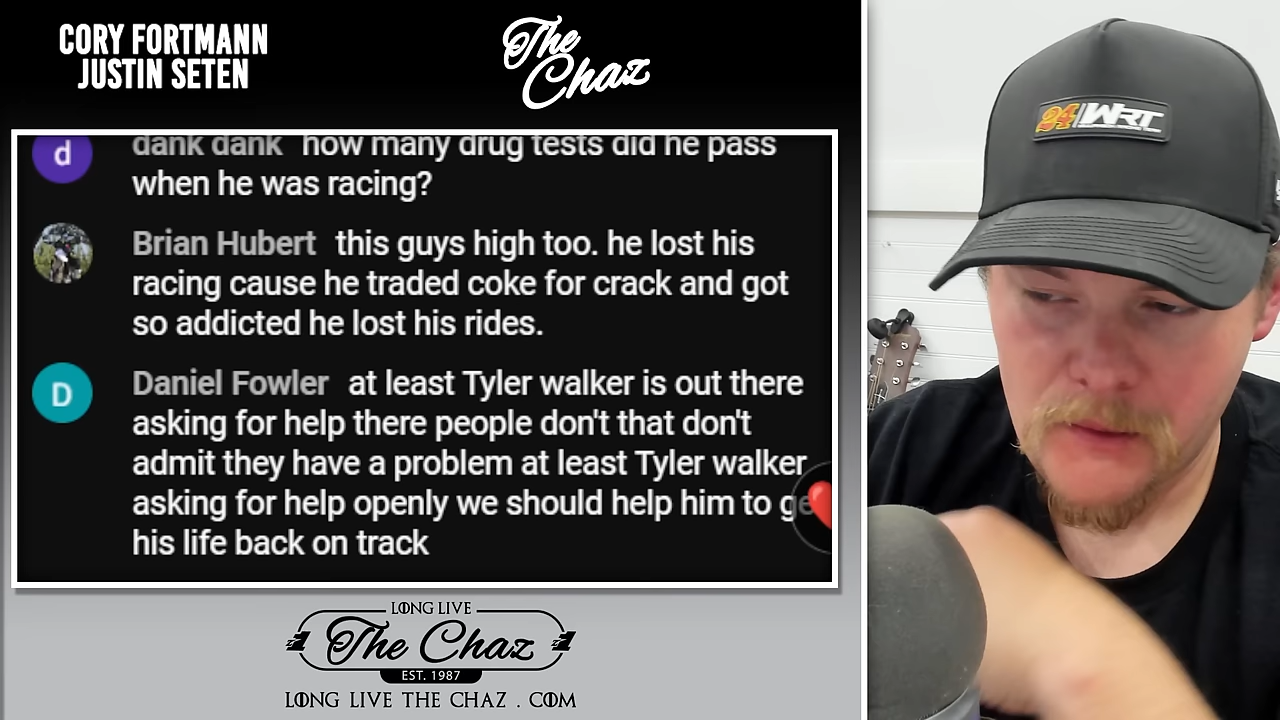 CORY FORTMANN
JUSTIN SETEN
The
Chaz
24 WRT
d
dank dank how many drug tests did he pass
when he was racing?
Brian Hubert this guys high too. he lost his
racing cause he traded coke for crack and got
so addicted he lost his rides.
D
Daniel Fowler at least Tyler walker is out there
asking for help there people don't that don't
admit they have a problem at least Tyler walker
asking for help openly we should help him to ge
his life back on track
LONG LIVE
The Chaz
EST. 1987
LONG LIVE THE CHAZ . COM